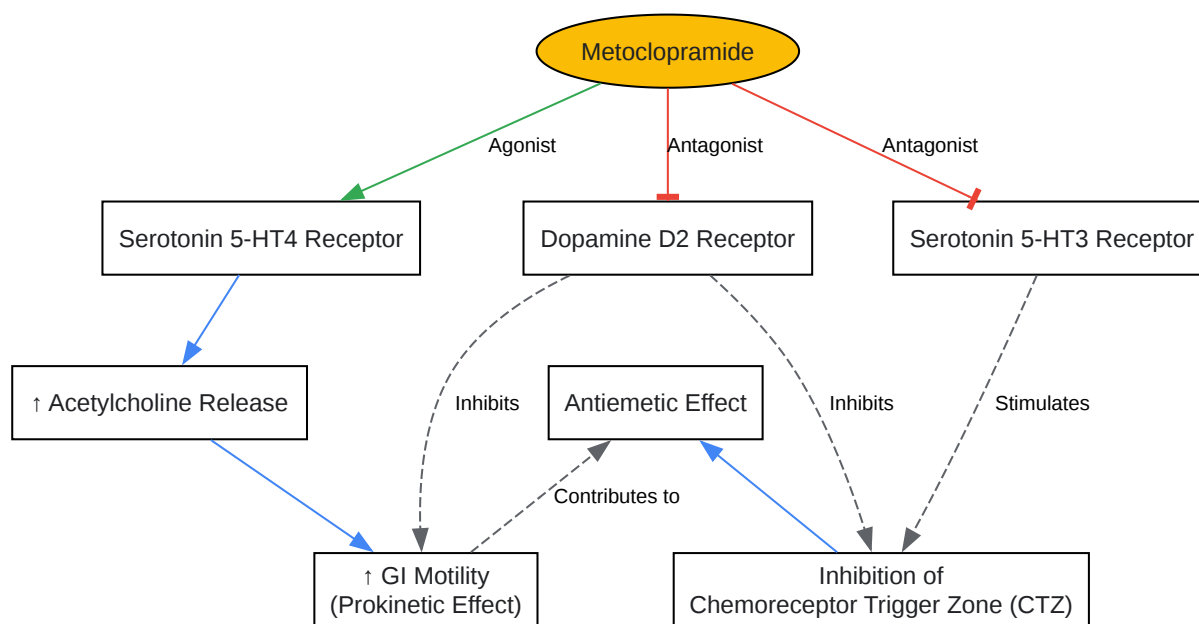 Metoclopramide
Agonist
Antagonist
Antagonist
Serotonin 5-HT4 Receptor
Dopamine D2 Receptor
Serotonin 5-HT3 Receptor
↑ Acetylcholine Release
Inhibits
Antiemetic Effect
Inhibits
Stimulates
Contributes to
↑ GI Motility
(Prokinetic Effect)
Inhibition of
Chemoreceptor Trigger Zone (CTZ)